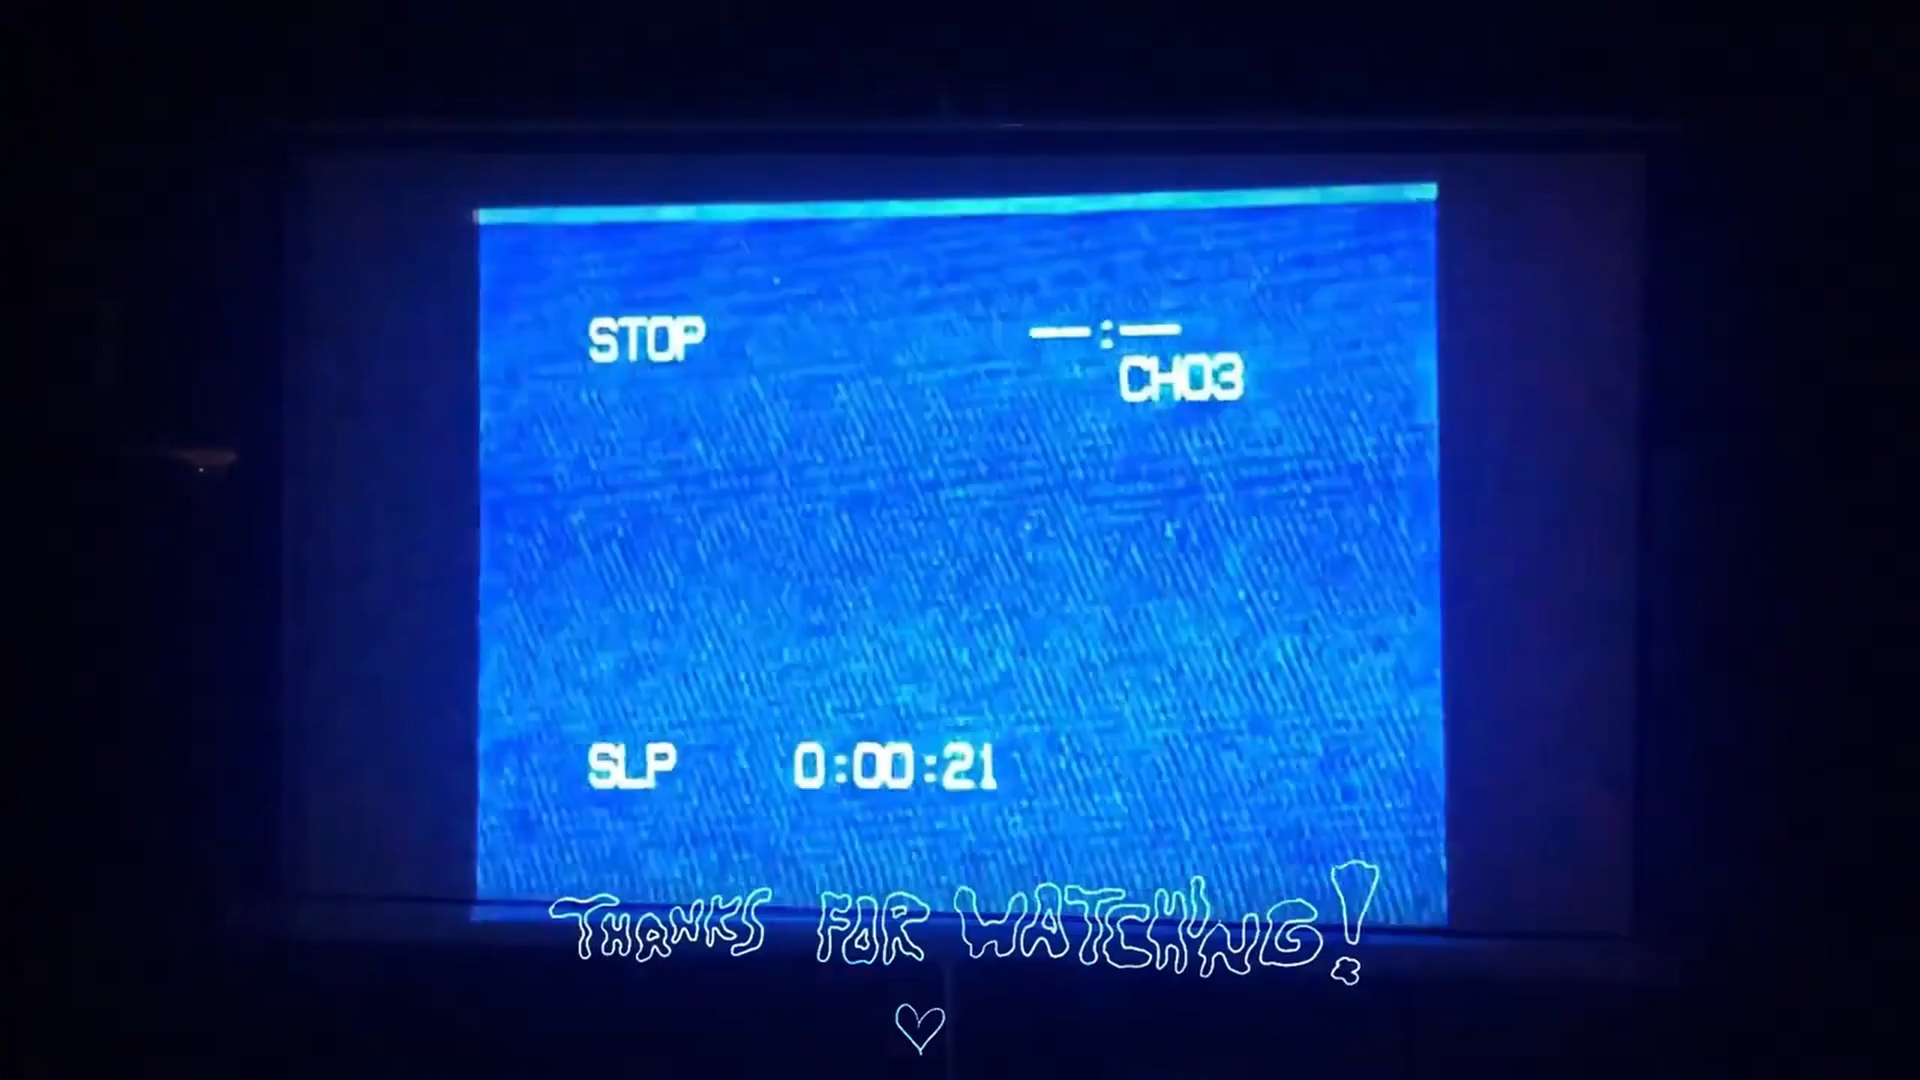 STOP
--:--
CH03
SLP 0:00:21
THANKS FOR WATCHING!